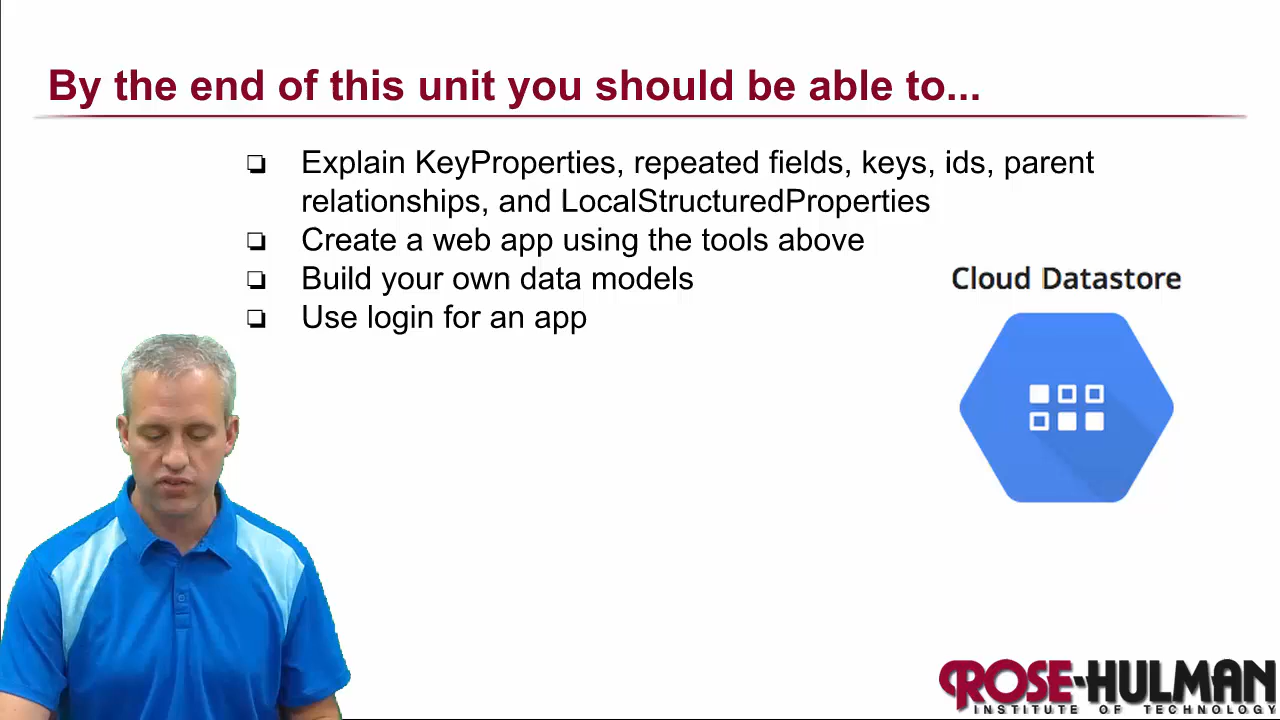 By the end of this unit you should be able to...
❏ Explain KeyProperties, repeated fields, keys, ids, parent
relationships, and LocalStructuredProperties
❏ Create a web app using the tools above
❏ Build your own data models
❏ Use login for an app
Cloud Datastore
ROSE-HULMAN
INSTITUTE OF TECHNOLOGY